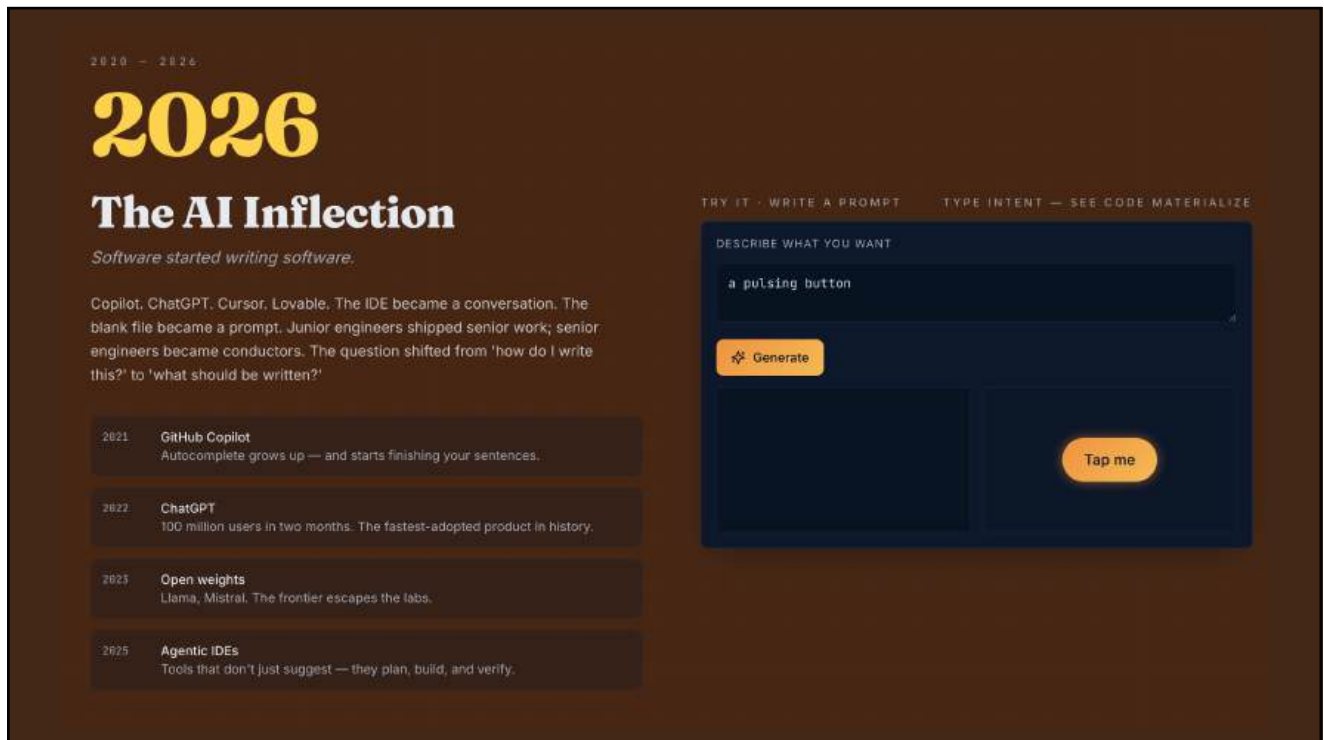 2020 — 2026
2026
The AI Inflection
Software started writing software.
Copilot. ChatGPT. Cursor. Lovable. The IDE became a conversation. The
blank file became a prompt. Junior engineers shipped senior work; senior
engineers became conductors. The question shifted from 'how do I write
this?' to 'what should be written?'
2021
GitHub Copilot
Autocomplete grows up — and starts finishing your sentences.
2022
ChatGPT
100 million users in two months. The fastest-adopted product in history.
2023
Open weights
Llama, Mistral. The frontier escapes the labs.
2025
Agentic IDEs
Tools that don't just suggest — they plan, build, and verify.
TRY IT · WRITE A PROMPT
TYPE INTENT — SEE CODE MATERIALIZE
DESCRIBE WHAT YOU WANT
a pulsing button
Generate
Tap me